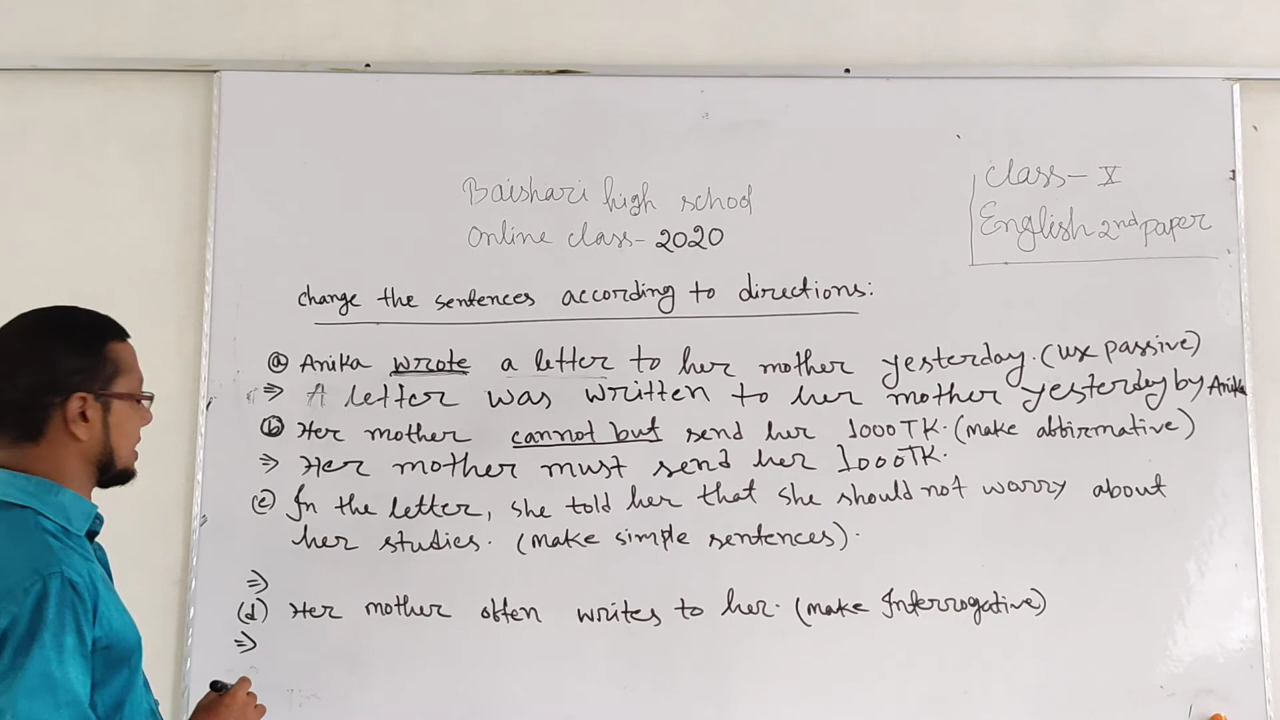 Baishari high school
Online class- 2020
class- X
English 2nd paper
change the sentences according to directions:
(a) Anika wrote a letter to her mother yesterday. (ux passive)
⇒ A letter was written to her mother yesterday by Anika
(b) Her mother cannot but send her 1000 TK. (make abbirmative)
⇒ Her mother must send her 1000TK.
(c) In the letter, she told her that she should not worry about
her studies. (make simple sentences).
⇒
(d) Her mother often writes to her. (make Interrogative)
⇒